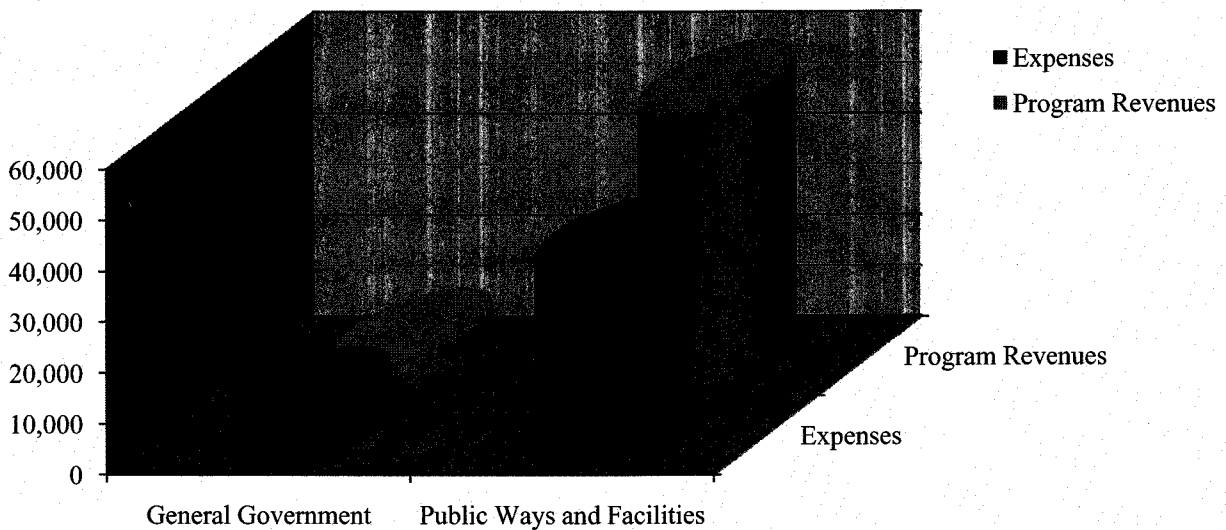 Expenses
Program Revenues
60,000
50,000
40,000
30,000
20,000
10,000
0
Program Revenues
Expenses
General Government Public Ways and Facilities